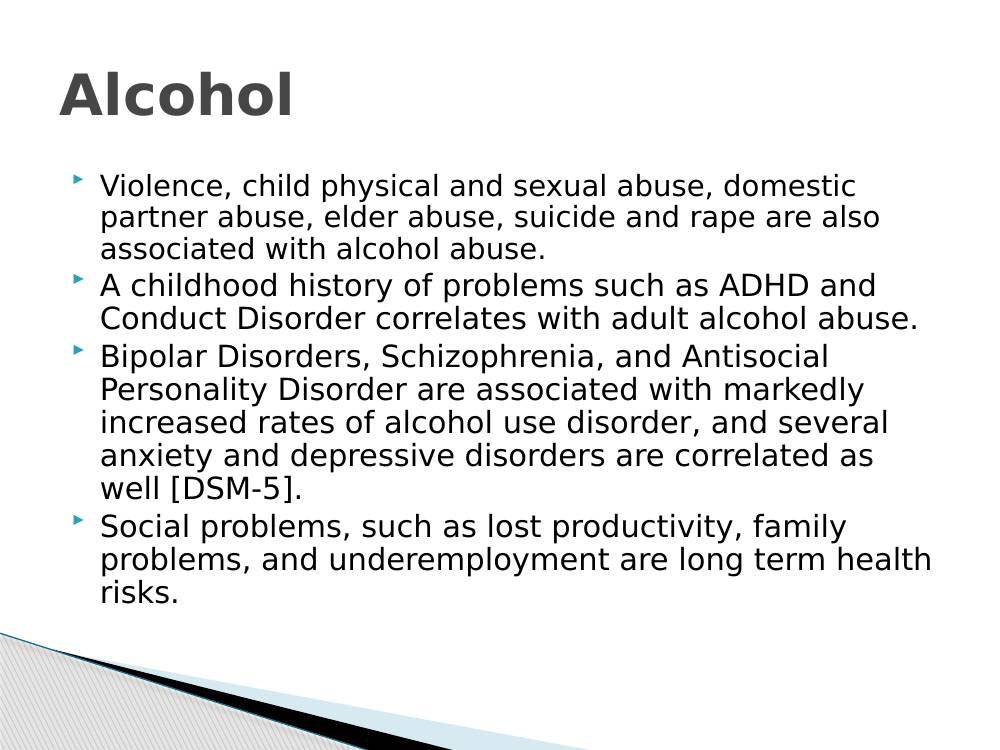 Alcohol
Violence, child physical and sexual abuse, domestic
partner abuse, elder abuse, suicide and rape are also
associated with alcohol abuse.
A childhood history of problems such as ADHD and
Conduct Disorder correlates with adult alcohol abuse.
Bipolar Disorders, Schizophrenia, and Antisocial
Personality Disorder are associated with markedly
increased rates of alcohol use disorder, and several
anxiety and depressive disorders are correlated as
well [DSM-5].
Social problems, such as lost productivity, family
problems, and underemployment are long term health
risks.